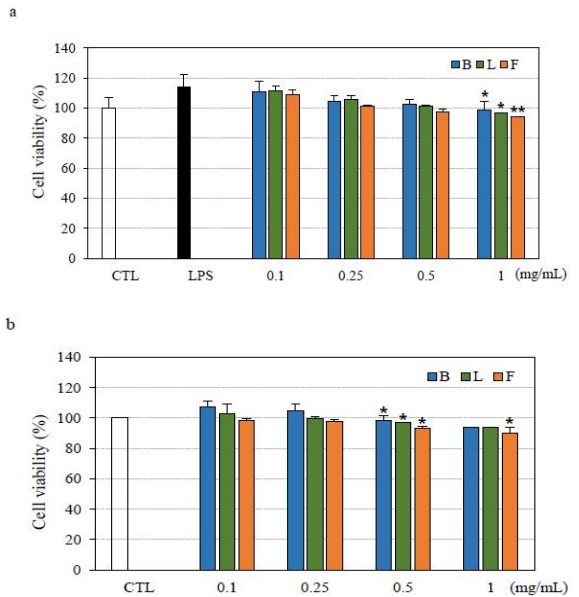 a
140
B L F
120
* * **
100
80
60
40
20
0
Cell viability (%)
CTL LPS 0.1 0.25 0.5 1 (mg/mL)
b
140
B L F
120
* * * *
100
80
60
40
20
0
Cell viability (%)
CTL 0.1 0.25 0.5 1 (mg/mL)